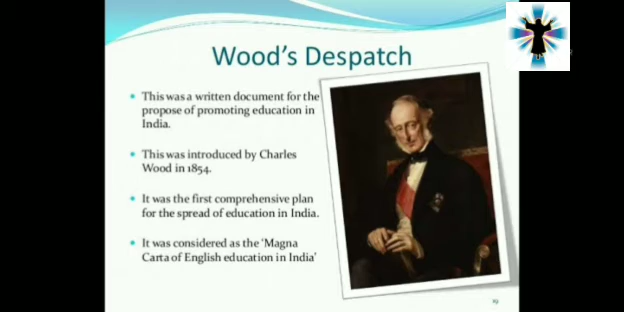 Wood's Despatch
• This was a written document for the
propose of promoting education in
India.
• This was introduced by Charles
Wood in 1854.
• It was the first comprehensive plan
for the spread of education in India.
• It was considered as the 'Magna
Carta of English education in India'